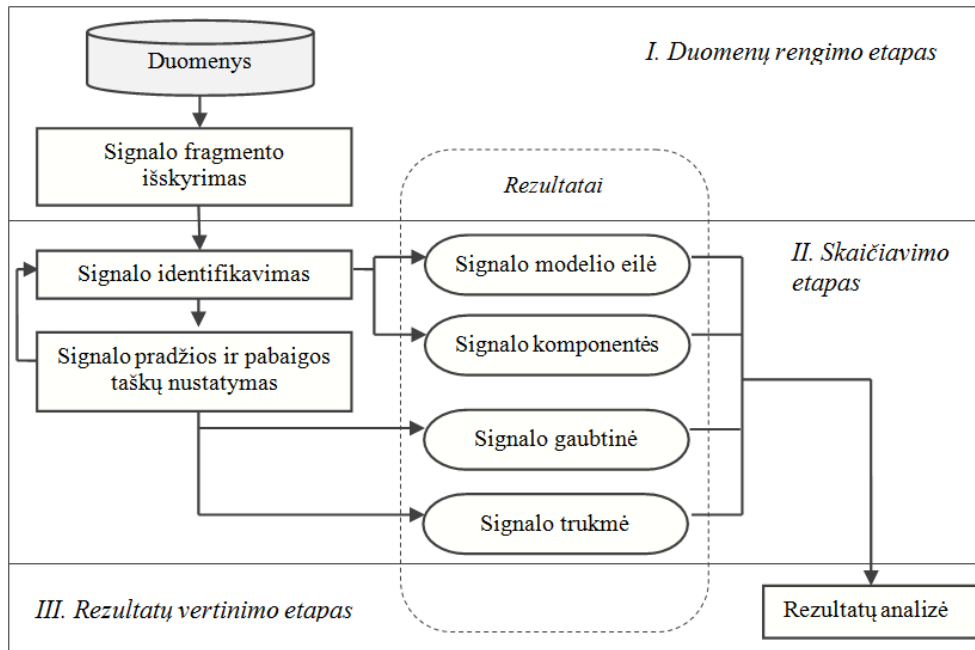 Duomenys
I. Duomenų rengimo etapas
Signalo fragmento
išskyrimas
Rezultatai
Signalo identifikavimas
Signalo modelio eilė
II. Skaičiavimo
etapas
Signalo pradžios ir pabaigos
taškų nustatymas
Signalo komponentės
Signalo gaubtinė
Signalo trukmė
III. Rezultatų vertinimo etapas
Rezultatų analizė